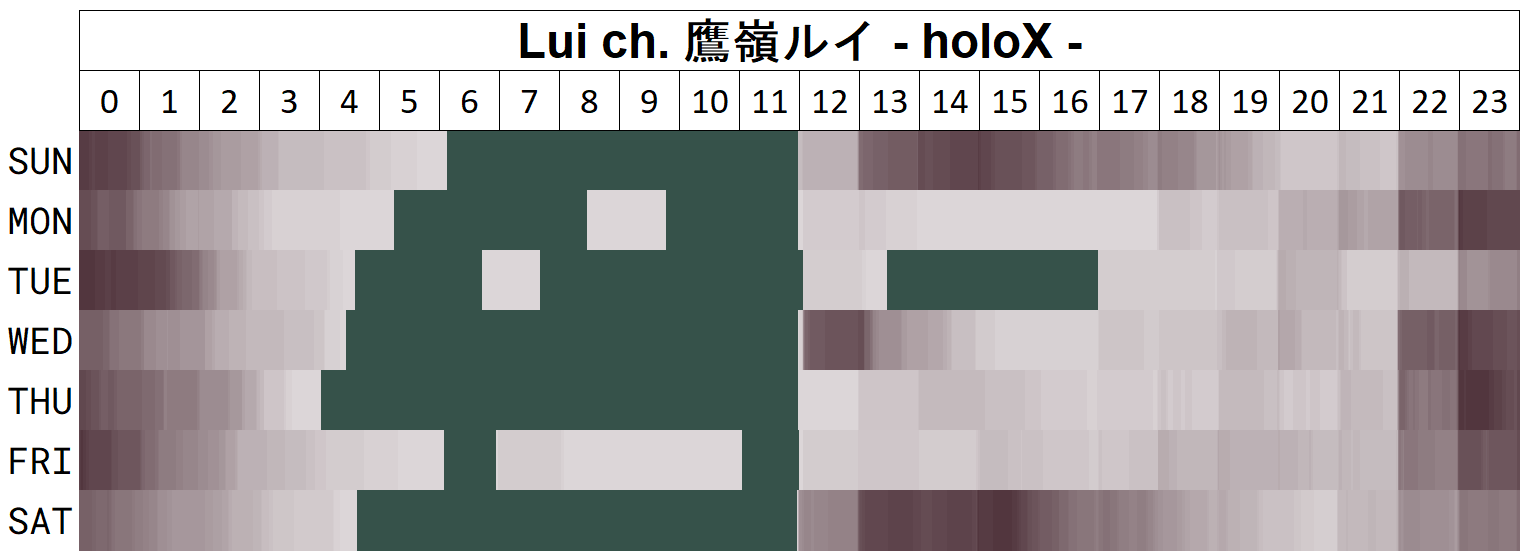 Lui ch. 鷹嶺ルイ - holoX -
0 1 2 3 4 5 6 7 8 9 10 11 12 13 14 15 16 17 18 19 20 21 22 23
SUN
MON
TUE
WED
THU
FRI
SAT